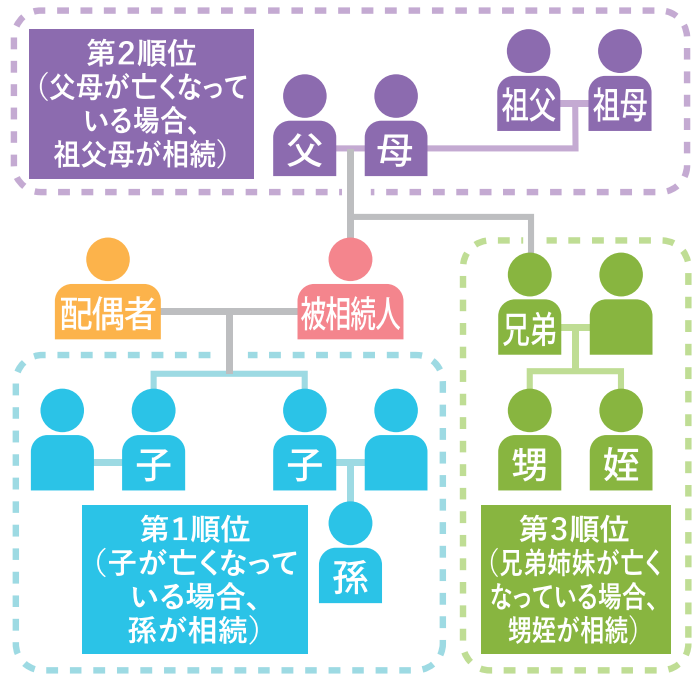 第2順位
（父母が亡くなって
いる場合、
祖父母が相続）
祖父
祖母
父
母
配偶者
被相続人
兄弟
子
子
甥
姪
孫
第1順位
（子が亡くなって
いる場合、
孫が相続）
第3順位
（兄弟姉妹が亡く
なっている場合、
甥姪が相続）